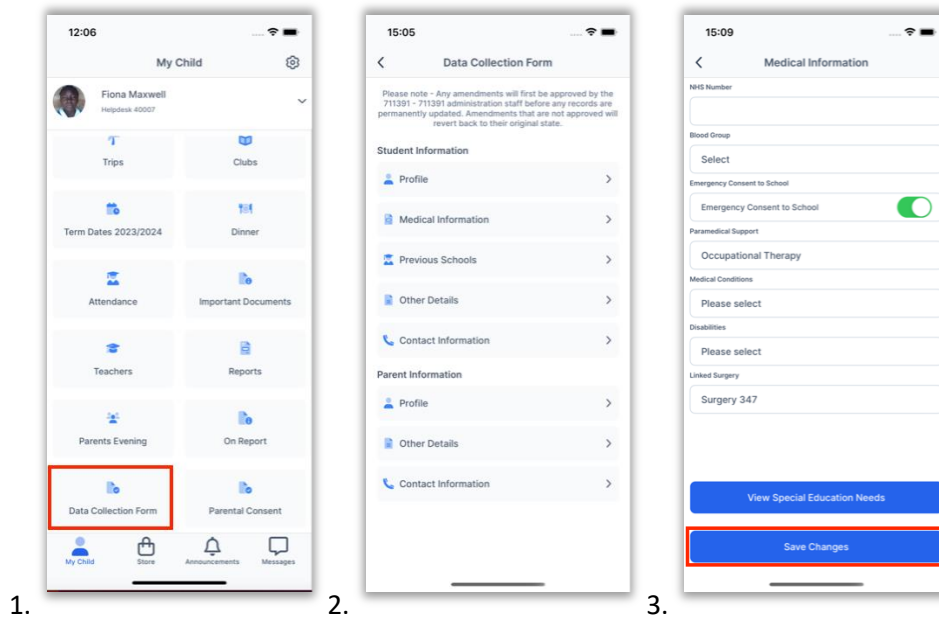 12:06
My Child
Fiona Maxwell
Helpdesk 40007
Trips
Clubs
Term Dates 2023/2024
Dinner
Attendance
Important Documents
Teachers
Reports
Parents Evening
On Report
Data Collection Form
Parental Consent
My Child
Store
Announcements
Messages
1.
15:05
Data Collection Form
Please note - Any amendments will first be approved by the
711391 - 711391 administration staff before any records are
permanently updated. Amendments that are not approved will
revert back to their original state.
Student Information
Profile
Medical Information
Previous Schools
Other Details
Contact Information
Parent Information
Profile
Other Details
Contact Information
2.
15:09
Medical Information
NHS Number
Blood Group
Select
Emergency Consent to School
Emergency Consent to School
Paramedical Support
Occupational Therapy
Medical Conditions
Please select
Disabilities
Please select
Linked Surgery
Surgery 347
View Special Education Needs
Save Changes
3.